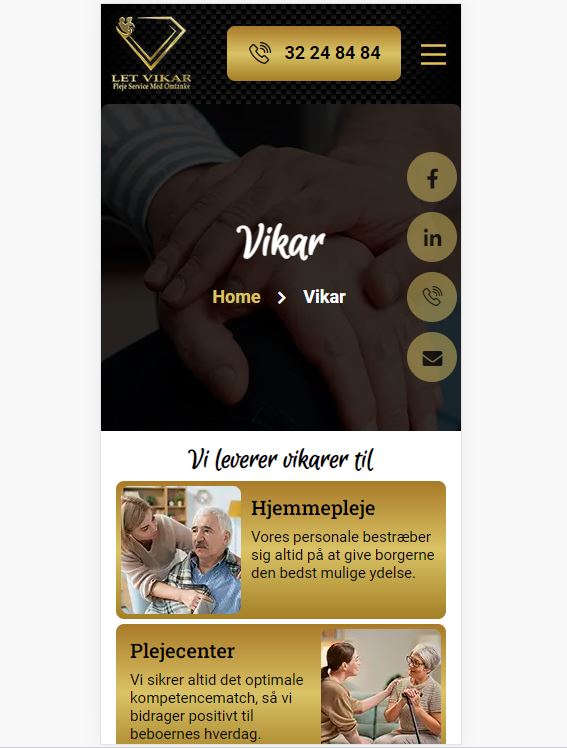 LET VIKAR
Pleje Service Med Omtanke
32 24 84 84
Vikar
Home > Vikar
Vi leverer vikarer til
Hjemmepleje
Vores personale bestræber
sig altid på at give borgerne
den bedst mulige ydelse.
Plejecenter
Vi sikrer altid det optimale
kompetencematch, så vi
bidrager positivt til
beboernes hverdag.